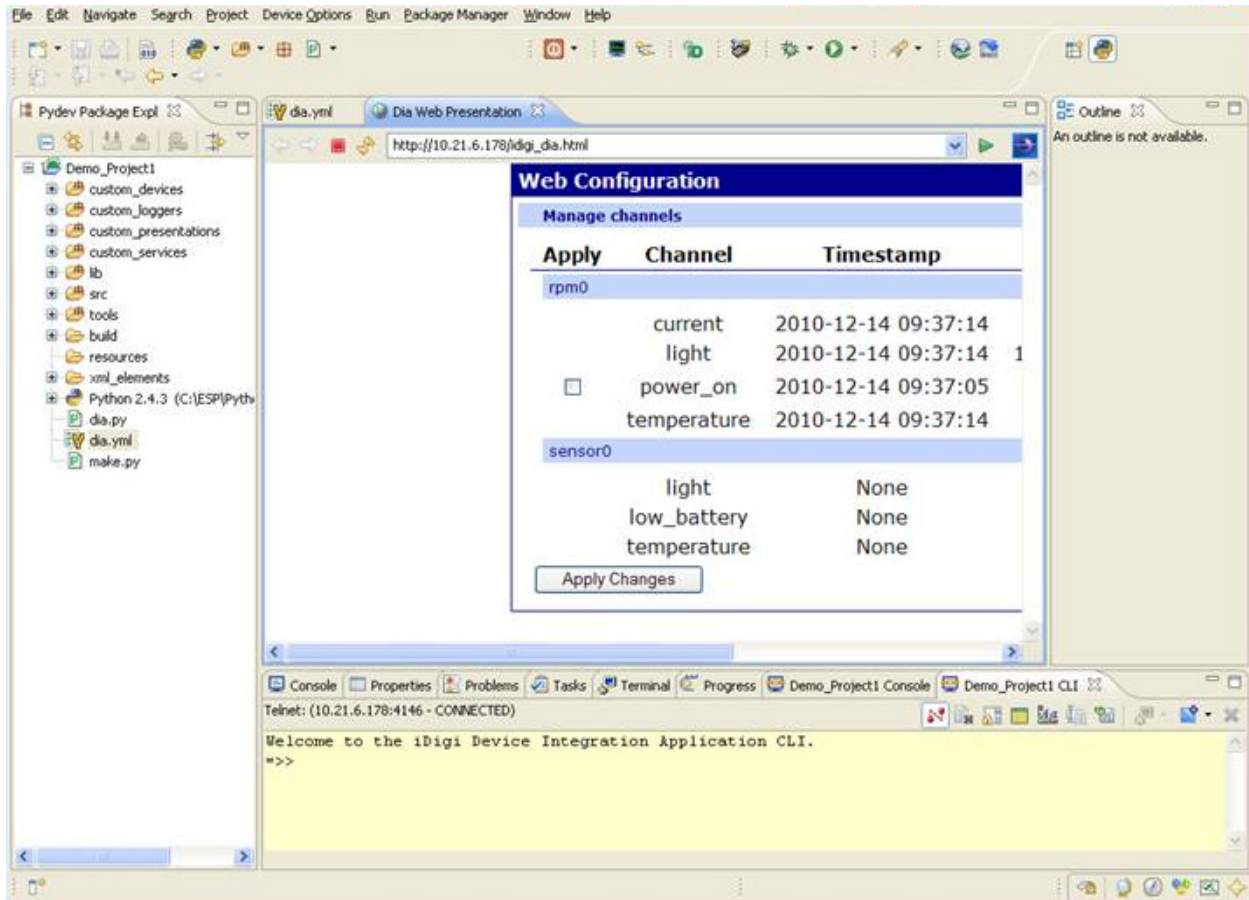 File Edit Navigate Search Project Device Options Run Package Manager Window Help
Pydev Package Expl
dia.yml
Dia Web Presentation
Outline
http://10.21.6.178/idigi_dia.html
An outline is not available.
Demo_Project1
custom_devices
custom_loggers
custom_presentations
custom_services
lib
src
tools
build
resources
xml_elements
Python 2.4.3 (C:\ESP\Pyth
dia.py
dia.yml
make.py
Web Configuration
Manage channels
Apply Channel Timestamp
rpm0
current 2010-12-14 09:37:14
light 2010-12-14 09:37:14 1
power_on 2010-12-14 09:37:05
temperature 2010-12-14 09:37:14
sensor0
light None
low_battery None
temperature None
Apply Changes
Console Properties Problems Tasks Terminal Progress Demo_Project1 Console Demo_Project1 CLI
Telnet: (10.21.6.178:4146 - CONNECTED)
Welcome to the iDigi Device Integration Application CLI.
=>>